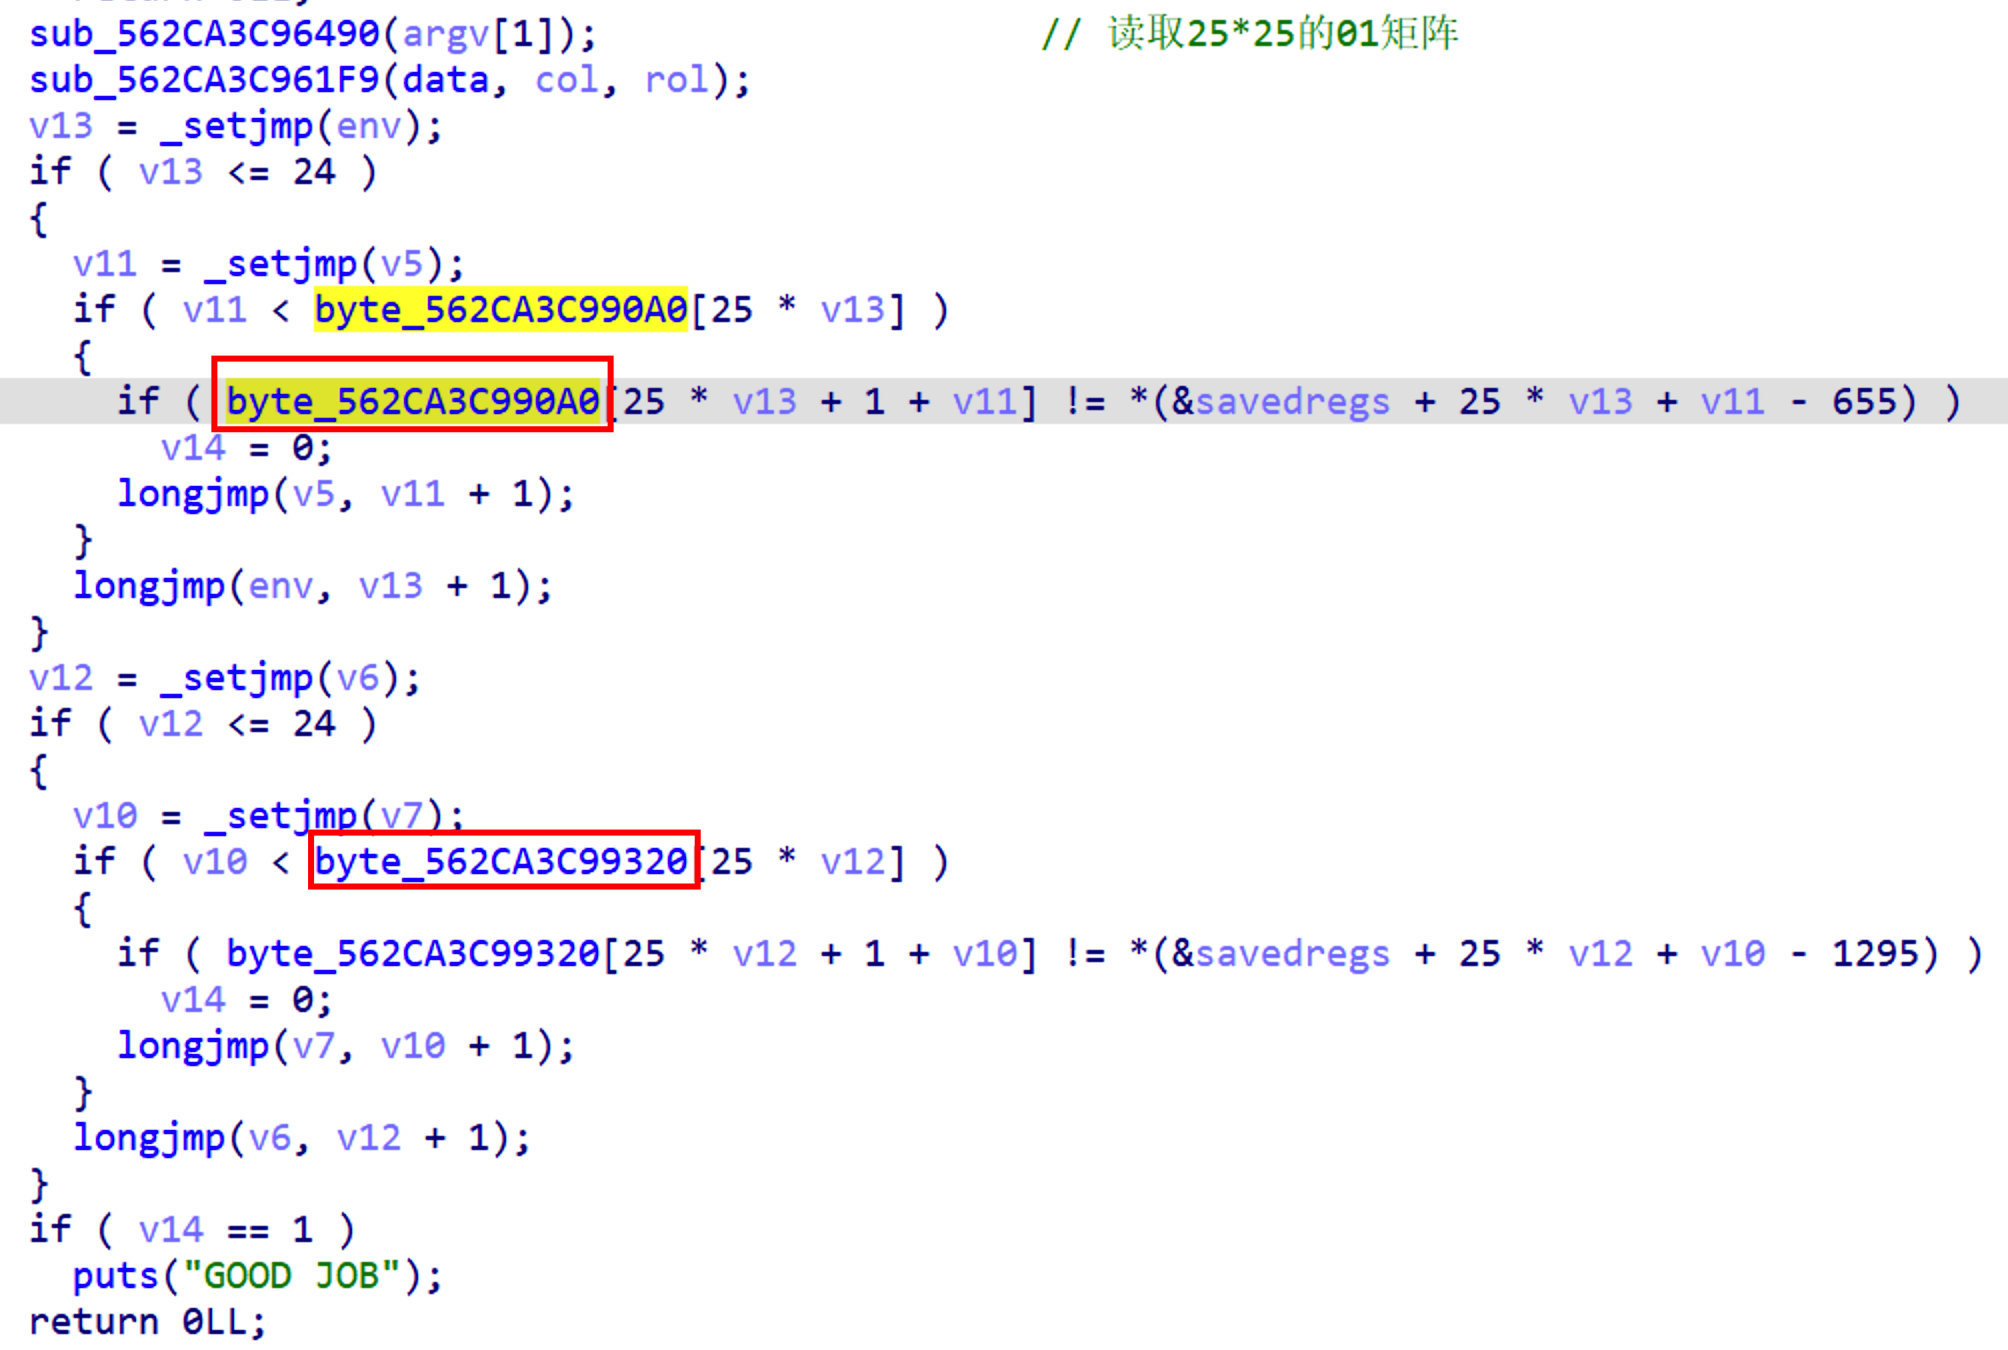 sub_562CA3C96490(argv[1]); // 读取25*25的01矩阵
sub_562CA3C961F9(data, col, rol);
v13 = _setjmp(env);
if ( v13 <= 24 )
{
v11 = _setjmp(v5);
if ( v11 < byte_562CA3C990A0[25 * v13] )
{
if ( byte_562CA3C990A0[25 * v13 + 1 + v11] != *(&savedregs + 25 * v13 + v11 - 655) )
v14 = 0;
longjmp(v5, v11 + 1);
}
longjmp(env, v13 + 1);
}
v12 = _setjmp(v6);
if ( v12 <= 24 )
{
v10 = _setjmp(v7);
if ( v10 < byte_562CA3C99320[25 * v12] )
{
if ( byte_562CA3C99320[25 * v12 + 1 + v10] != *(&savedregs + 25 * v12 + v10 - 1295) )
v14 = 0;
longjmp(v7, v10 + 1);
}
longjmp(v6, v12 + 1);
}
if ( v14 == 1 )
puts("GOOD JOB");
return 0LL;